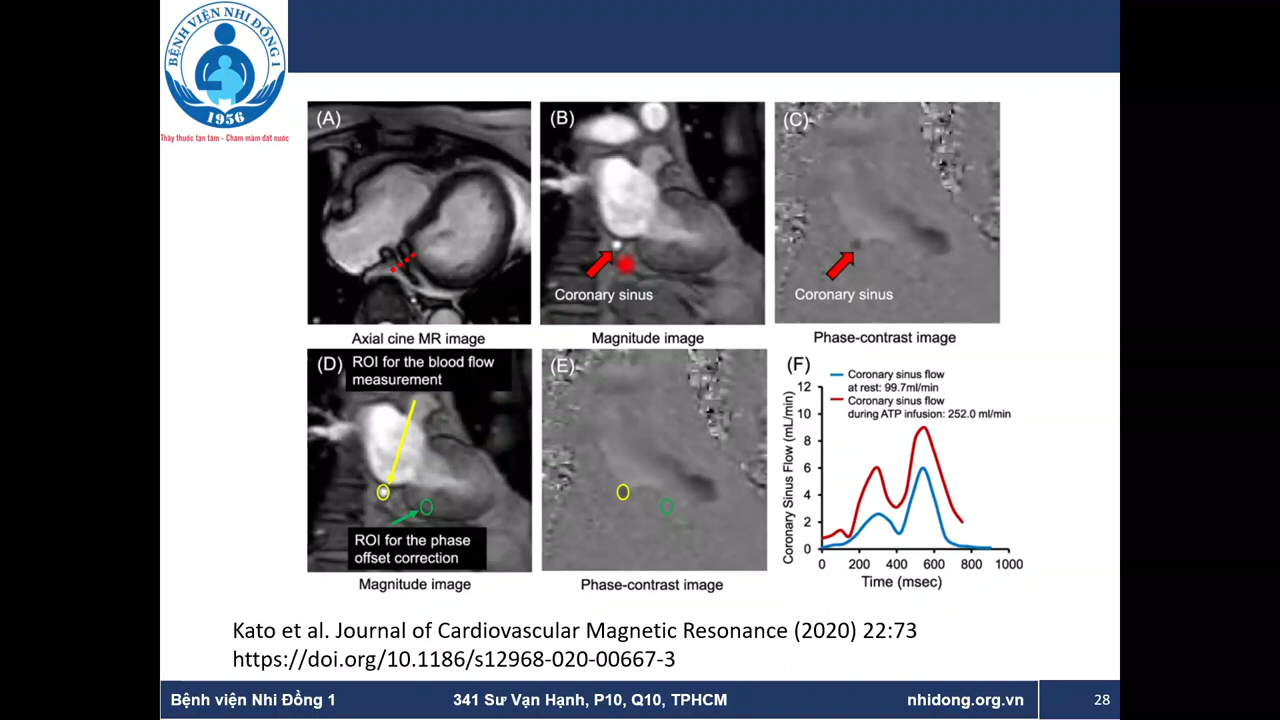 BỆNH VIỆN NHI ĐỒNG 1
1956
Thầy thuốc tận tâm - Chăm mầm đất nước
(A)
(B)
(C)
Coronary sinus
Coronary sinus
Axial cine MR image
Magnitude image
Phase-contrast image
(D)
ROI for the blood flow
measurement
ROI for the phase
offset correction
Magnitude image
(E)
Phase-contrast image
(F)
Coronary sinus flow
at rest: 99.7ml/min
Coronary sinus flow
during ATP infusion: 252.0 ml/min
Coronary Sinus Flow (mL/min)
12
10
8
6
4
2
0
0 200 400 600 800 1000
Time (msec)
Kato et al. Journal of Cardiovascular Magnetic Resonance (2020) 22:73
https://doi.org/10.1186/s12968-020-00667-3
Bệnh viện Nhi Đồng 1
341 Sư Vạn Hạnh, P10, Q10, TPHCM
nhidong.org.vn
28